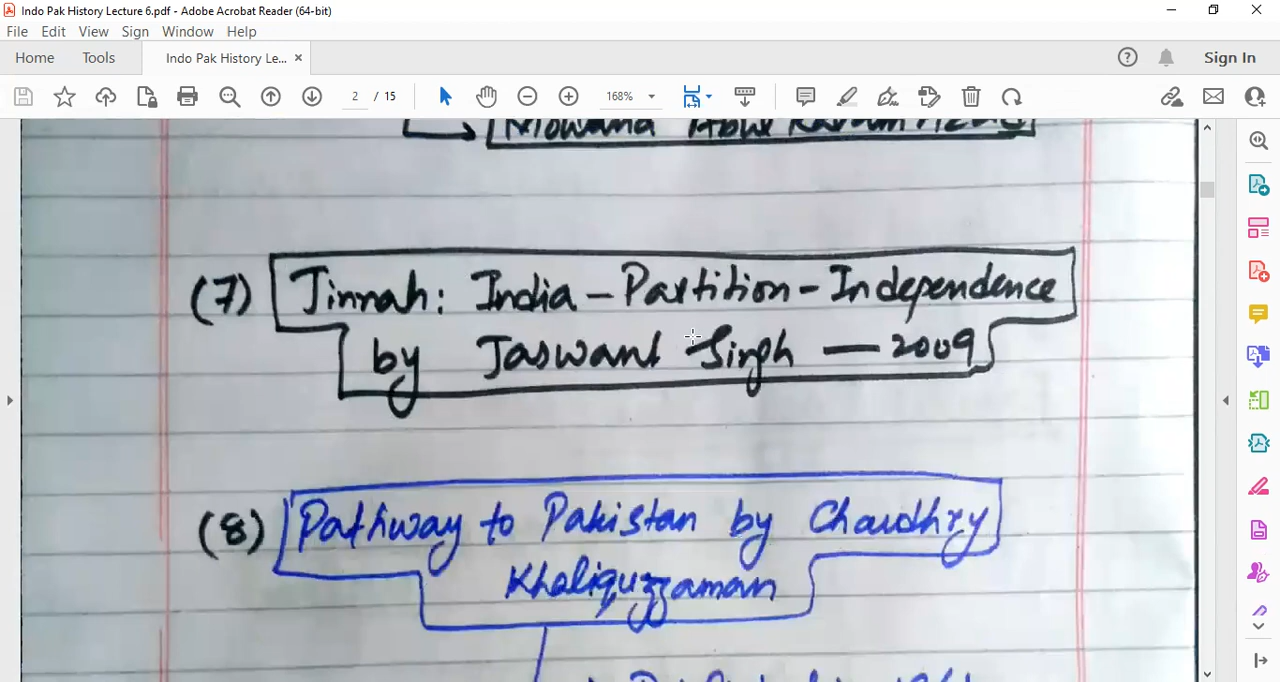 Indo Pak History Lecture 6.pdf - Adobe Acrobat Reader (64-bit)
File Edit View Sign Window Help
Home Tools Indo Pak History Le... × Sign In
2 / 15 168%
(7) Jinnah: India - Partition - Independence
by Jaswant Singh — 2009
(8) Pathway to Pakistan by Chaudhry
Khaliquzzaman